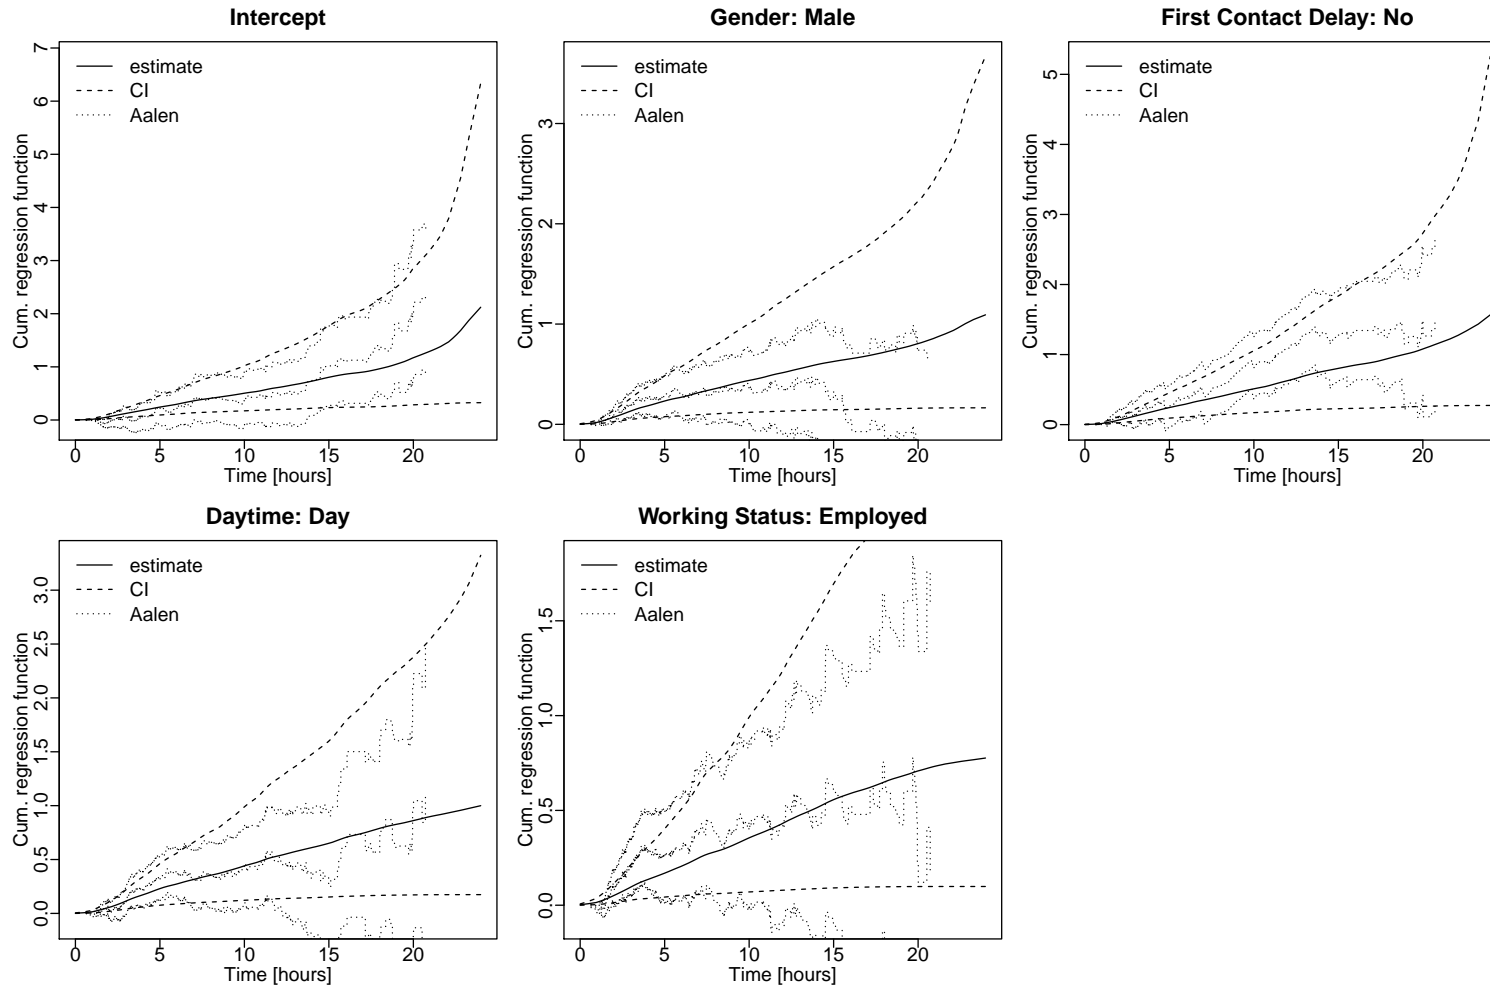 Intercept
Cum. regression function
7
6
5
4
3
2
1
0
estimate
CI
Aalen
0 5 10 15 20
Time [hours]
Gender: Male
Cum. regression function
3
2
1
0
estimate
CI
Aalen
0 5 10 15 20
Time [hours]
First Contact Delay: No
Cum. regression function
5
4
3
2
1
0
estimate
CI
Aalen
0 5 10 15 20
Time [hours]
Daytime: Day
Cum. regression function
3.0
2.5
2.0
1.5
1.0
0.5
0.0
estimate
CI
Aalen
0 5 10 15 20
Time [hours]
Working Status: Employed
Cum. regression function
1.5
1.0
0.5
0.0
estimate
CI
Aalen
0 5 10 15 20
Time [hours]